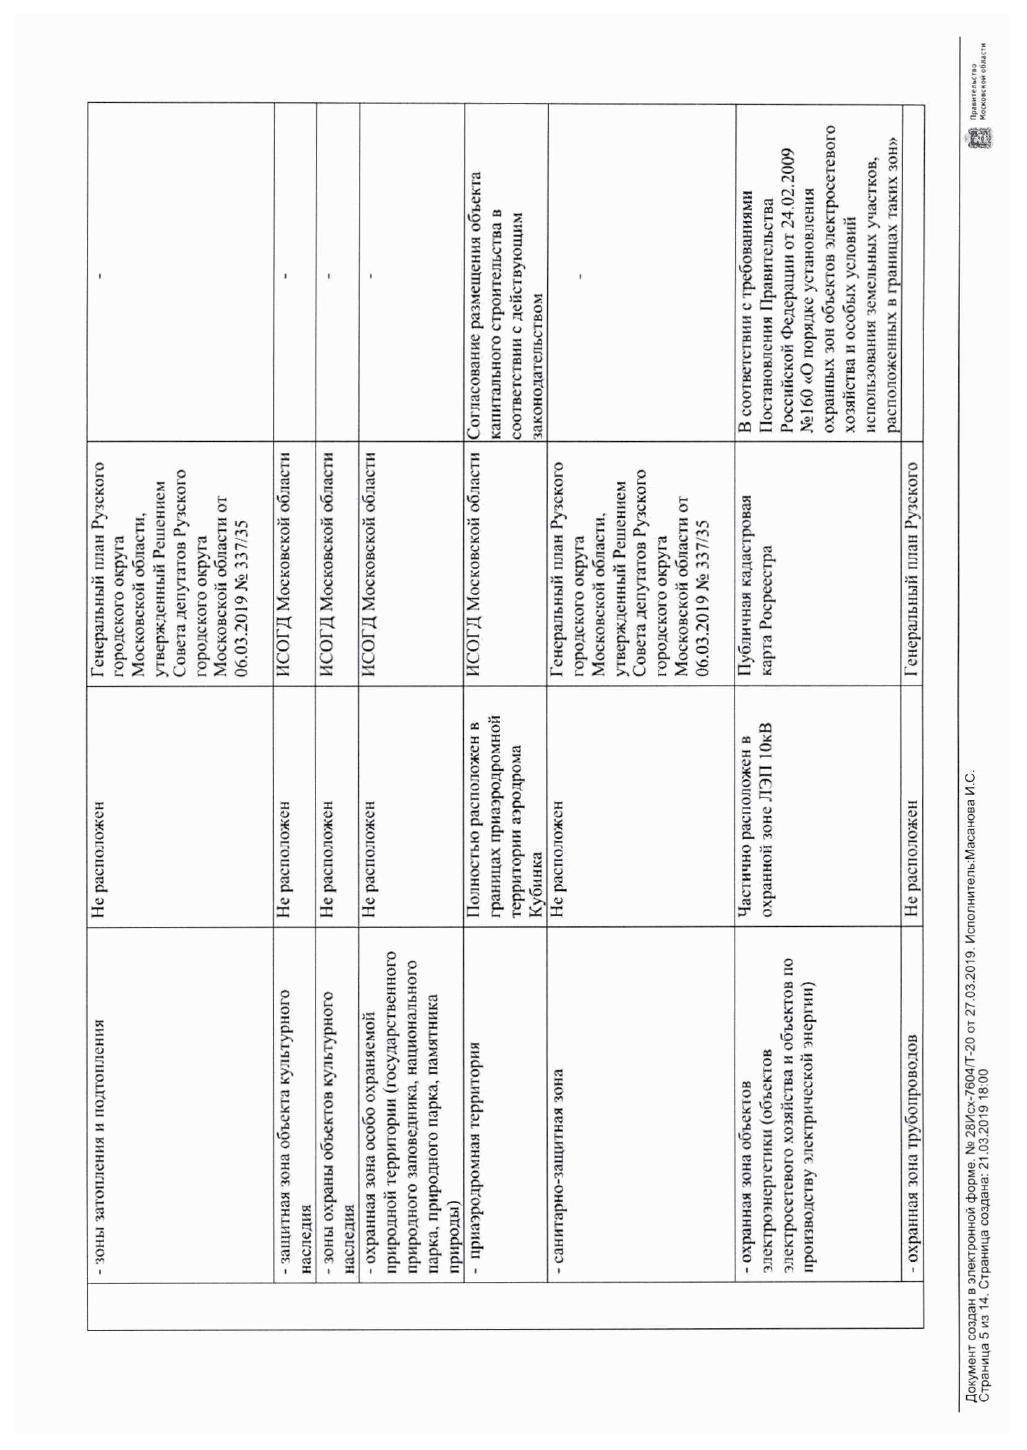 - зоны затопления и подтопления
Не расположен
Генеральный план Рузского
городского округа
Московской области,
утвержденный Решением
Совета депутатов Рузского
городского округа
Московской области от
06.03.2019 № 337/35
-
- защитная зона объекта культурного
наследия
Не расположен
ИСОГД Московской области
-
- зоны охраны объектов культурного
наследия
Не расположен
ИСОГД Московской области
-
- охранная зона особо охраняемой
природной территории (государственного
природного заповедника, национального
парка, природного парка, памятника
природы)
Не расположен
ИСОГД Московской области
-
- приаэродромная территория
Полностью расположен в
границах приаэродромной
территории аэродрома
Кубинка
ИСОГД Московской области
Согласование размещения объекта
капитального строительства в
соответствии с действующим
законодательством
- санитарно-защитная зона
Не расположен
Генеральный план Рузского
городского округа
Московской области,
утвержденный Решением
Совета депутатов Рузского
городского округа
Московской области от
06.03.2019 № 337/35
-
- охранная зона объектов
электроэнергетики (объектов
электросетевого хозяйства и объектов по
производству электрической энергии)
Частично расположен в
охранной зоне ЛЭП 10кВ
Публичная кадастровая
карта Росреестра
В соответствии с требованиями
Постановления Правительства
Российской Федерации от 24.02.2009
№160 «О порядке установления
охранных зон объектов электросетевого
хозяйства и особых условий
использования земельных участков,
расположенных в границах таких зон»
- охранная зона трубопроводов
Не расположен
Генеральный план Рузского
Документ создан в электронной форме. № 28Исх-7604/Т-20 от 27.03.2019. Исполнитель:Масанова И.С.
Страница 5 из 14. Страница создана: 21.03.2019 18:00
Правительство
Московской области